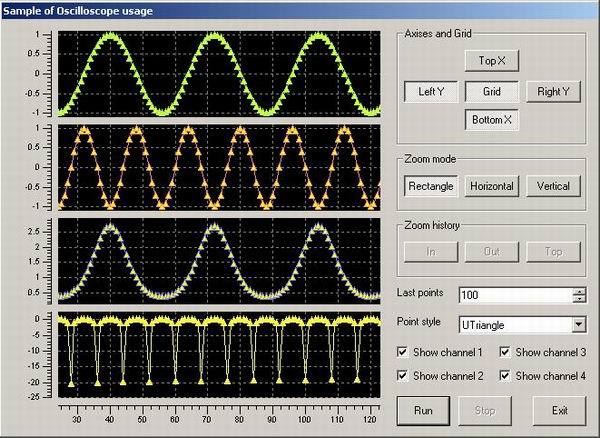 Sample of Oscilloscope usage
1
0.5
0
-0.5
-1
1
0.5
0
-0.5
-1
2.5
2
1.5
1
0.5
0
-5
-10
-15
-20
-25
30 40 50 60 70 80 90 100 110 120
Axises and Grid
Top X
Left Y Grid Right Y
Bottom X
Zoom mode
Rectangle Horizontal Vertical
Zoom history
In Out Top
Last points 100
Point style UTriangle
Show channel 1 Show channel 3
Show channel 2 Show channel 4
Run Stop Exit